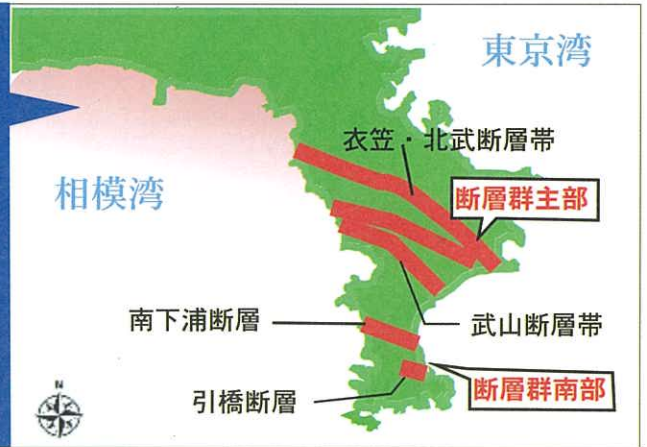 東京湾
衣笠・北武断層帯
断層群主部
相模湾
南下浦断層
武山断層帯
引橋断層
断層群南部
N